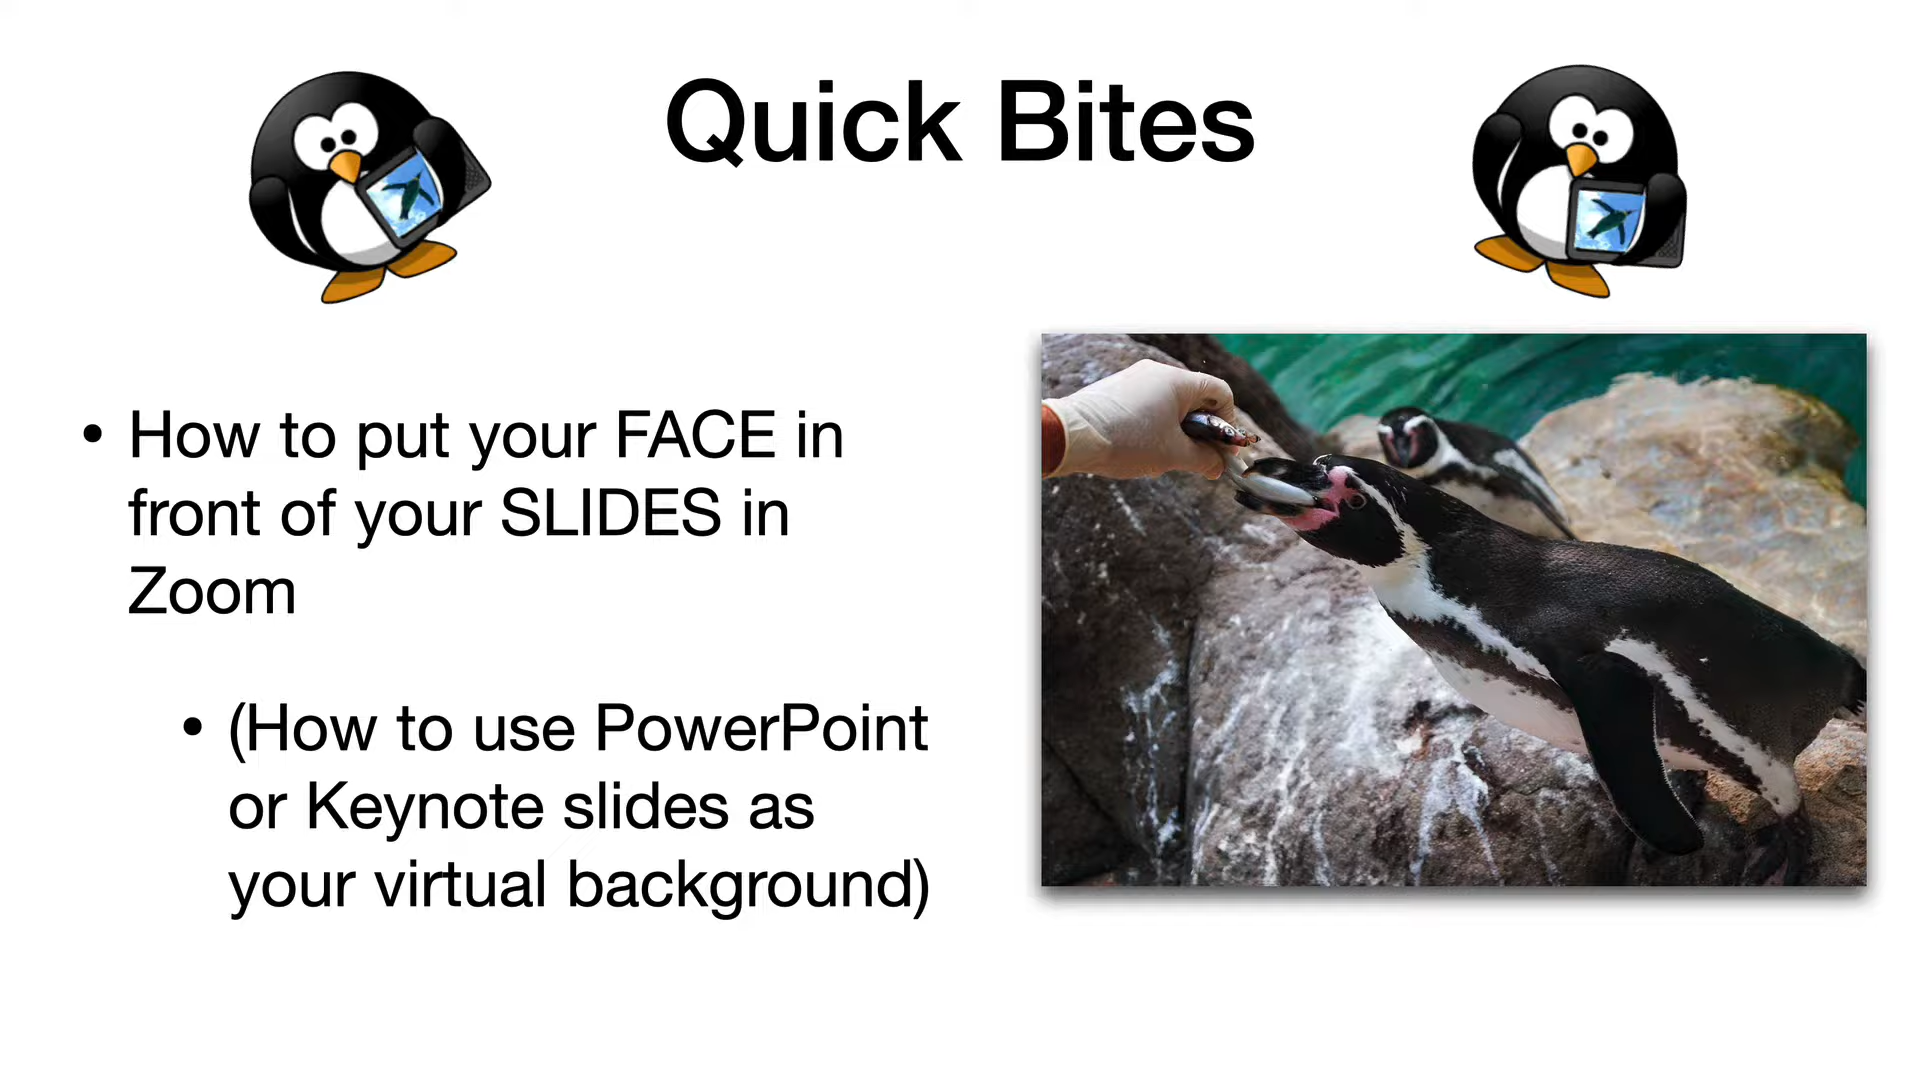 Quick Bites
• How to put your FACE in
front of your SLIDES in
Zoom
• (How to use PowerPoint
or Keynote slides as
your virtual background)